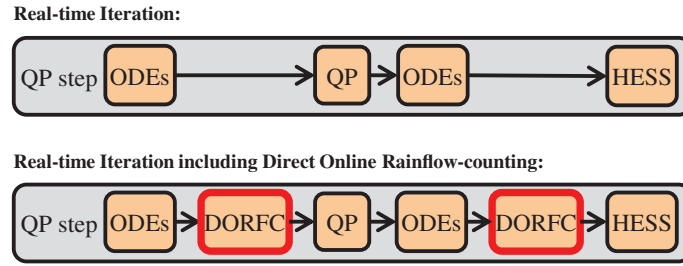 Real-time Iteration:
QP step ODEs QP ODEs HESS
Real-time Iteration including Direct Online Rainflow-counting:
QP step ODEs DORFC QP ODEs DORFC HESS